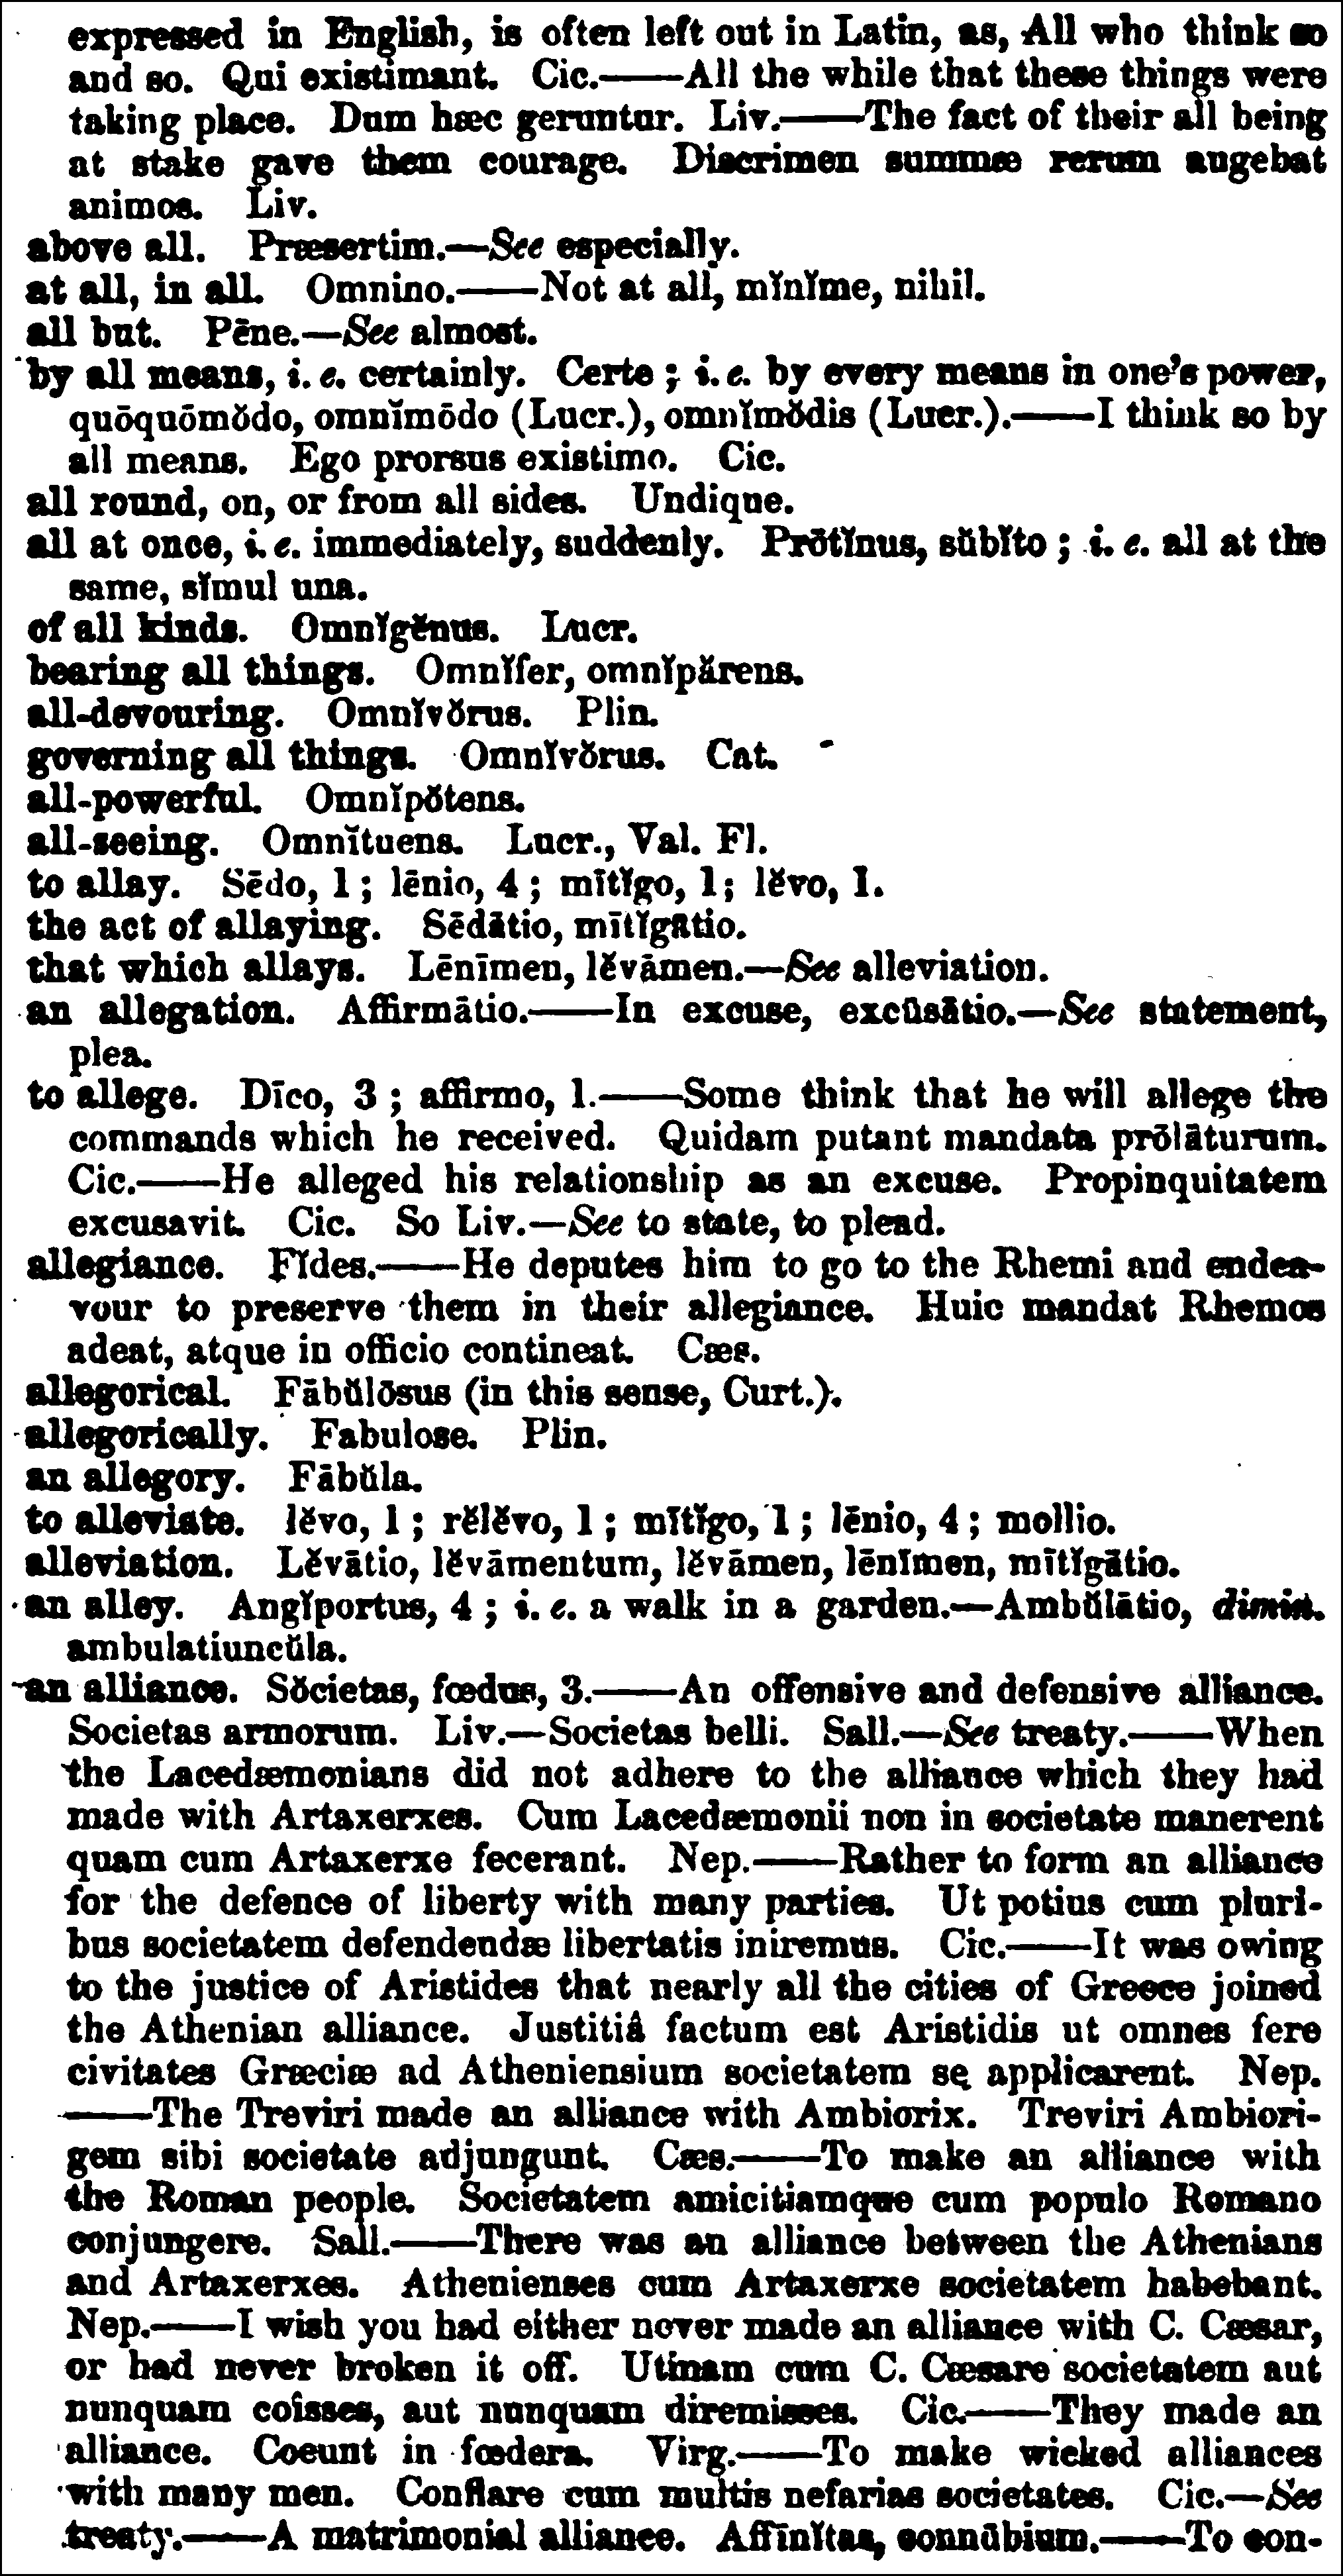 expressed in English, is often left out in Latin, as, All who think so
and so. Qui existimant. Cic.——All the while that these things were
taking place. Dum hæc geruntur. Liv.——The fact of their all being
at stake gave them courage. Discrimen summæ rerum augebat
animos. Liv.
above all. Præsertim.—See especially.
at all, in all. Omnino.——Not at all, mĭnĭme, nihil.
all but. Pēne.—See almost.
by all means, i. e. certainly. Certe; i. e. by every means in one's power,
quōquōmŏdo, omnĭmōdo (Lucr.), omnĭmŏdis (Lucr.).——I think so by
all means. Ego prorsus existimo. Cic.
all round, on, or from all sides. Undique.
all at once, i. e. immediately, suddenly. Prōtĭnus, sŭbĭto; i. e. all at the
same, sĭmul una.
of all kinds. Omnĭgĕnus. Lucr.
bearing all things. Omnĭfer, omnĭpărens.
all-devouring. Omnĭvŏrus. Plin.
governing all things. Omnĭvŏrus. Cat.
all-powerful. Omnĭpŏtens.
all-seeing. Omnĭtuens. Lucr., Val. Fl.
to allay. Sēdo, 1; lēnio, 4; mītĭgo, 1; lĕvo, 1.
the act of allaying. Sēdātio, mītĭgātio.
that which allays. Lēnīmen, lĕvāmen.—See alleviation.
an allegation. Affirmātio.——In excuse, excūsātio.—See statement,
plea.
to allege. Dīco, 3; affirmo, 1.——Some think that he will allege the
commands which he received. Quidam putant mandata prōlāturum.
Cic.——He alleged his relationship as an excuse. Propinquitatem
excusavit. Cic. So Liv.—See to state, to plead.
allegiance. Fĭdes.——He deputes him to go to the Rhemi and endea-
vour to preserve them in their allegiance. Huic mandat Rhemos
adeat, atque in officio contineat. Cæs.
allegorical. Fābŭlōsus (in this sense, Curt.).
allegorically. Fabulose. Plin.
an allegory. Fābŭla.
to alleviate. lĕvo, 1; rĕlĕvo, 1; mītĭgo, 1; lēnio, 4; mollio.
alleviation. Lĕvātio, lĕvāmentum, lĕvāmen, lēnīmen, mītĭgātio.
an alley. Angĭportus, 4; i. e. a walk in a garden.—Ambŭlātio, dimin.
ambulatiuncŭla.
an alliance. Sŏcietas, fœdus, 3.——An offensive and defensive alliance.
Societas armorum. Liv.—Societas belli. Sall.—See treaty.——When
the Lacedæmonians did not adhere to the alliance which they had
made with Artaxerxes. Cum Lacedæmonii non in societate manerent
quam cum Artaxerxe fecerant. Nep.——Rather to form an alliance
for the defence of liberty with many parties. Ut potius cum pluri-
bus societatem defendendæ libertatis iniremus. Cic.——It was owing
to the justice of Aristides that nearly all the cities of Greece joined
the Athenian alliance. Justitiâ factum est Aristidis ut omnes fere
civitates Græciæ ad Atheniensium societatem se applicarent. Nep.
——The Treviri made an alliance with Ambiorix. Treviri Ambiori-
gem sibi societate adjungunt. Cæs.——To make an alliance with
the Roman people. Societatem amicitiamque cum populo Romano
conjungere. Sall.——There was an alliance between the Athenians
and Artaxerxes. Athenienses cum Artaxerxe societatem habebant.
Nep.——I wish you had either never made an alliance with C. Cæsar,
or had never broken it off. Utinam cum C. Cæsare societatem aut
nunquam coîsses, aut nunquam diremisses. Cic.——They made an
alliance. Coeunt in fœdera. Virg.——To make wicked alliances
with many men. Conflare cum multis nefarias societates. Cic.—See
treaty.——A matrimonial alliance. Affīnĭtas, connūbium.——To con-